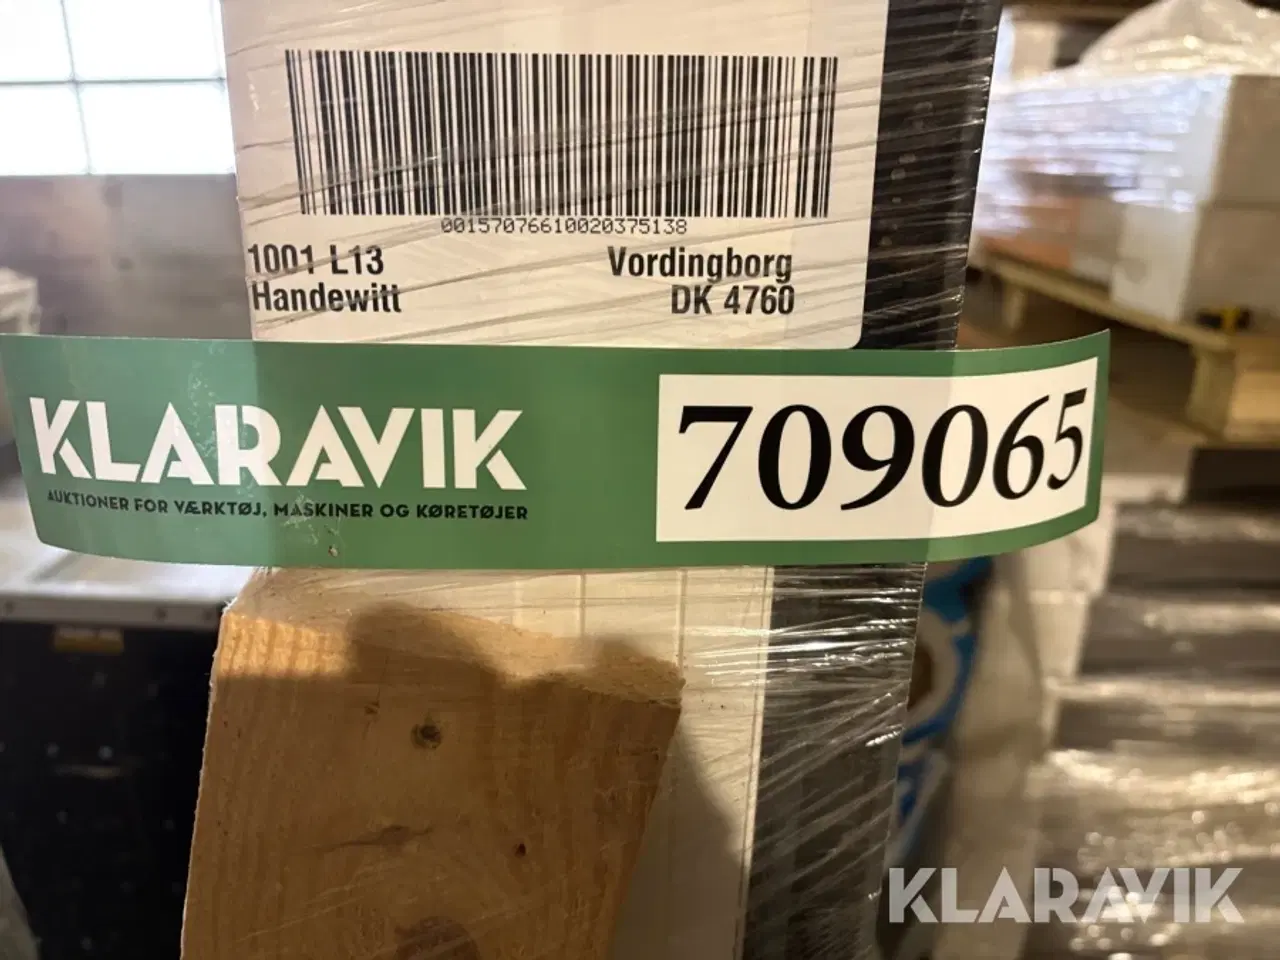 00157076610020375138
1001 L13
Handewitt
Vordingborg
DK 4760
KLARAVIK
AUKTIONER FOR VÆRKTØJ, MASKINER OG KØRETØJER
709065
KLARAVIK